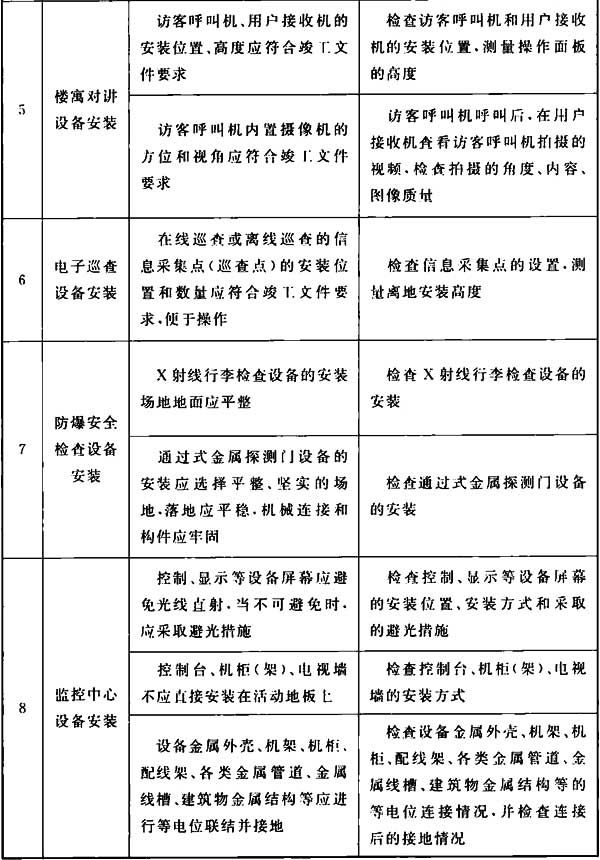 5
楼寓对讲
设备安装
访客呼叫机、用户接收机的
安装位置、高度应符合竣工文
件要求
检查访客呼叫机和用户接收
机的安装位置,测量操作面板
的高度
访客呼叫机内置摄像机的
方位和视角应符合竣工文件
要求
访客呼叫机呼叫后,在用户
接收机查看访客呼叫机拍摄的
视频,检查拍摄的角度、内容、
图像质量
6
电子巡查
设备安装
在线巡查或离线巡查的信
息采集点(巡查点)的安装位
置和数量应符合竣工文件要
求,便于操作
检查信息采集点的设置,测
量离地安装高度
7
防爆安全
检查设备
安装
X射线行李检查设备的安装
场地地面应平整
检查X射线行李检查设备的
安装
通过式金属探测门设备的
安装应选择平整、坚实的场
地,落地应平稳,机械连接和
构件应牢固
检查通过式金属探测门设备
的安装
8
监控中心
设备安装
控制、显示等设备屏幕应避
免光线直射,当不可避免时,
应采取避光措施
检查控制、显示等设备屏幕
的安装位置、安装方式和采取
的避光措施
控制台、机柜(架)、电视墙
不应直接安装在活动地板上
检查控制台、机柜(架)、电视
墙的安装方式
设备金属外壳、机架、机柜、
配线架、各类金属管道、金属
线槽、建筑物金属结构等应进
行等电位联结并接地
检查设备金属外壳、机架、机
柜、配线架、各类金属管道、金
属线槽、建筑物金属结构等的
等电位连接情况,并检查连接
后的接地情况